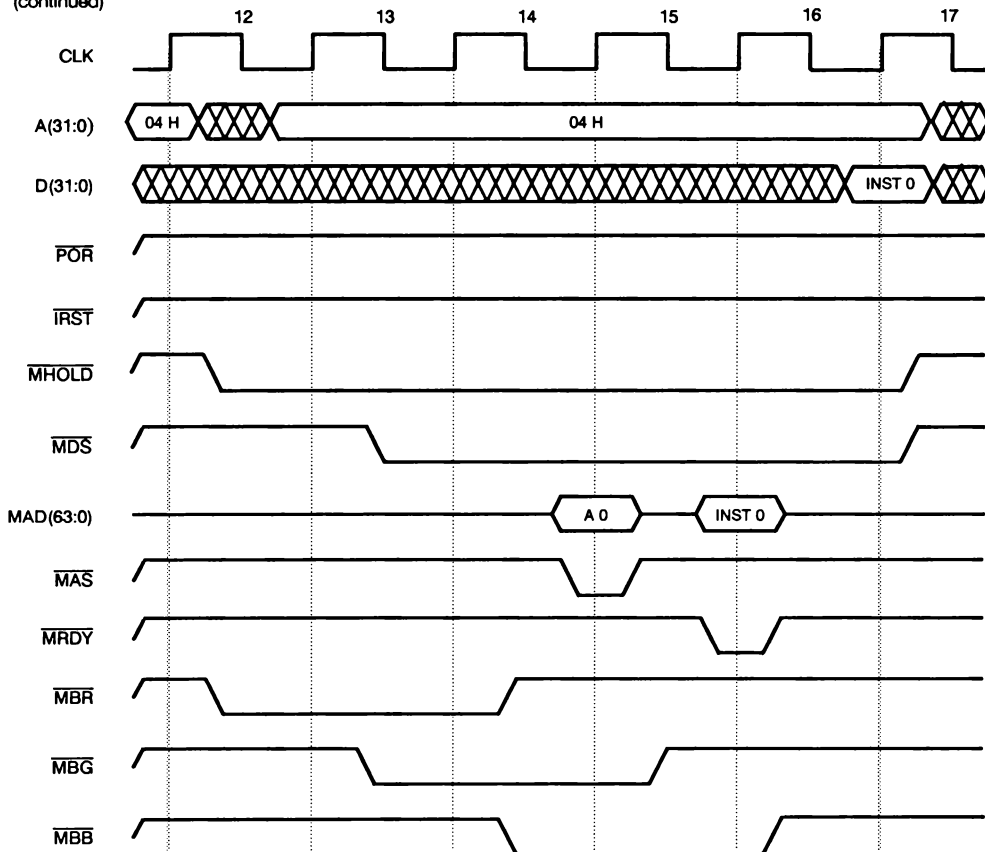 (continued)
12 13 14 15 16 17
CLK
A(31:0) 04 H 04 H
D(31:0) INST 0
POR
IRST
MHOLD
MDS
MAD(63:0) A 0 INST 0
MAS
MRDY
MBR
MBG
MBB